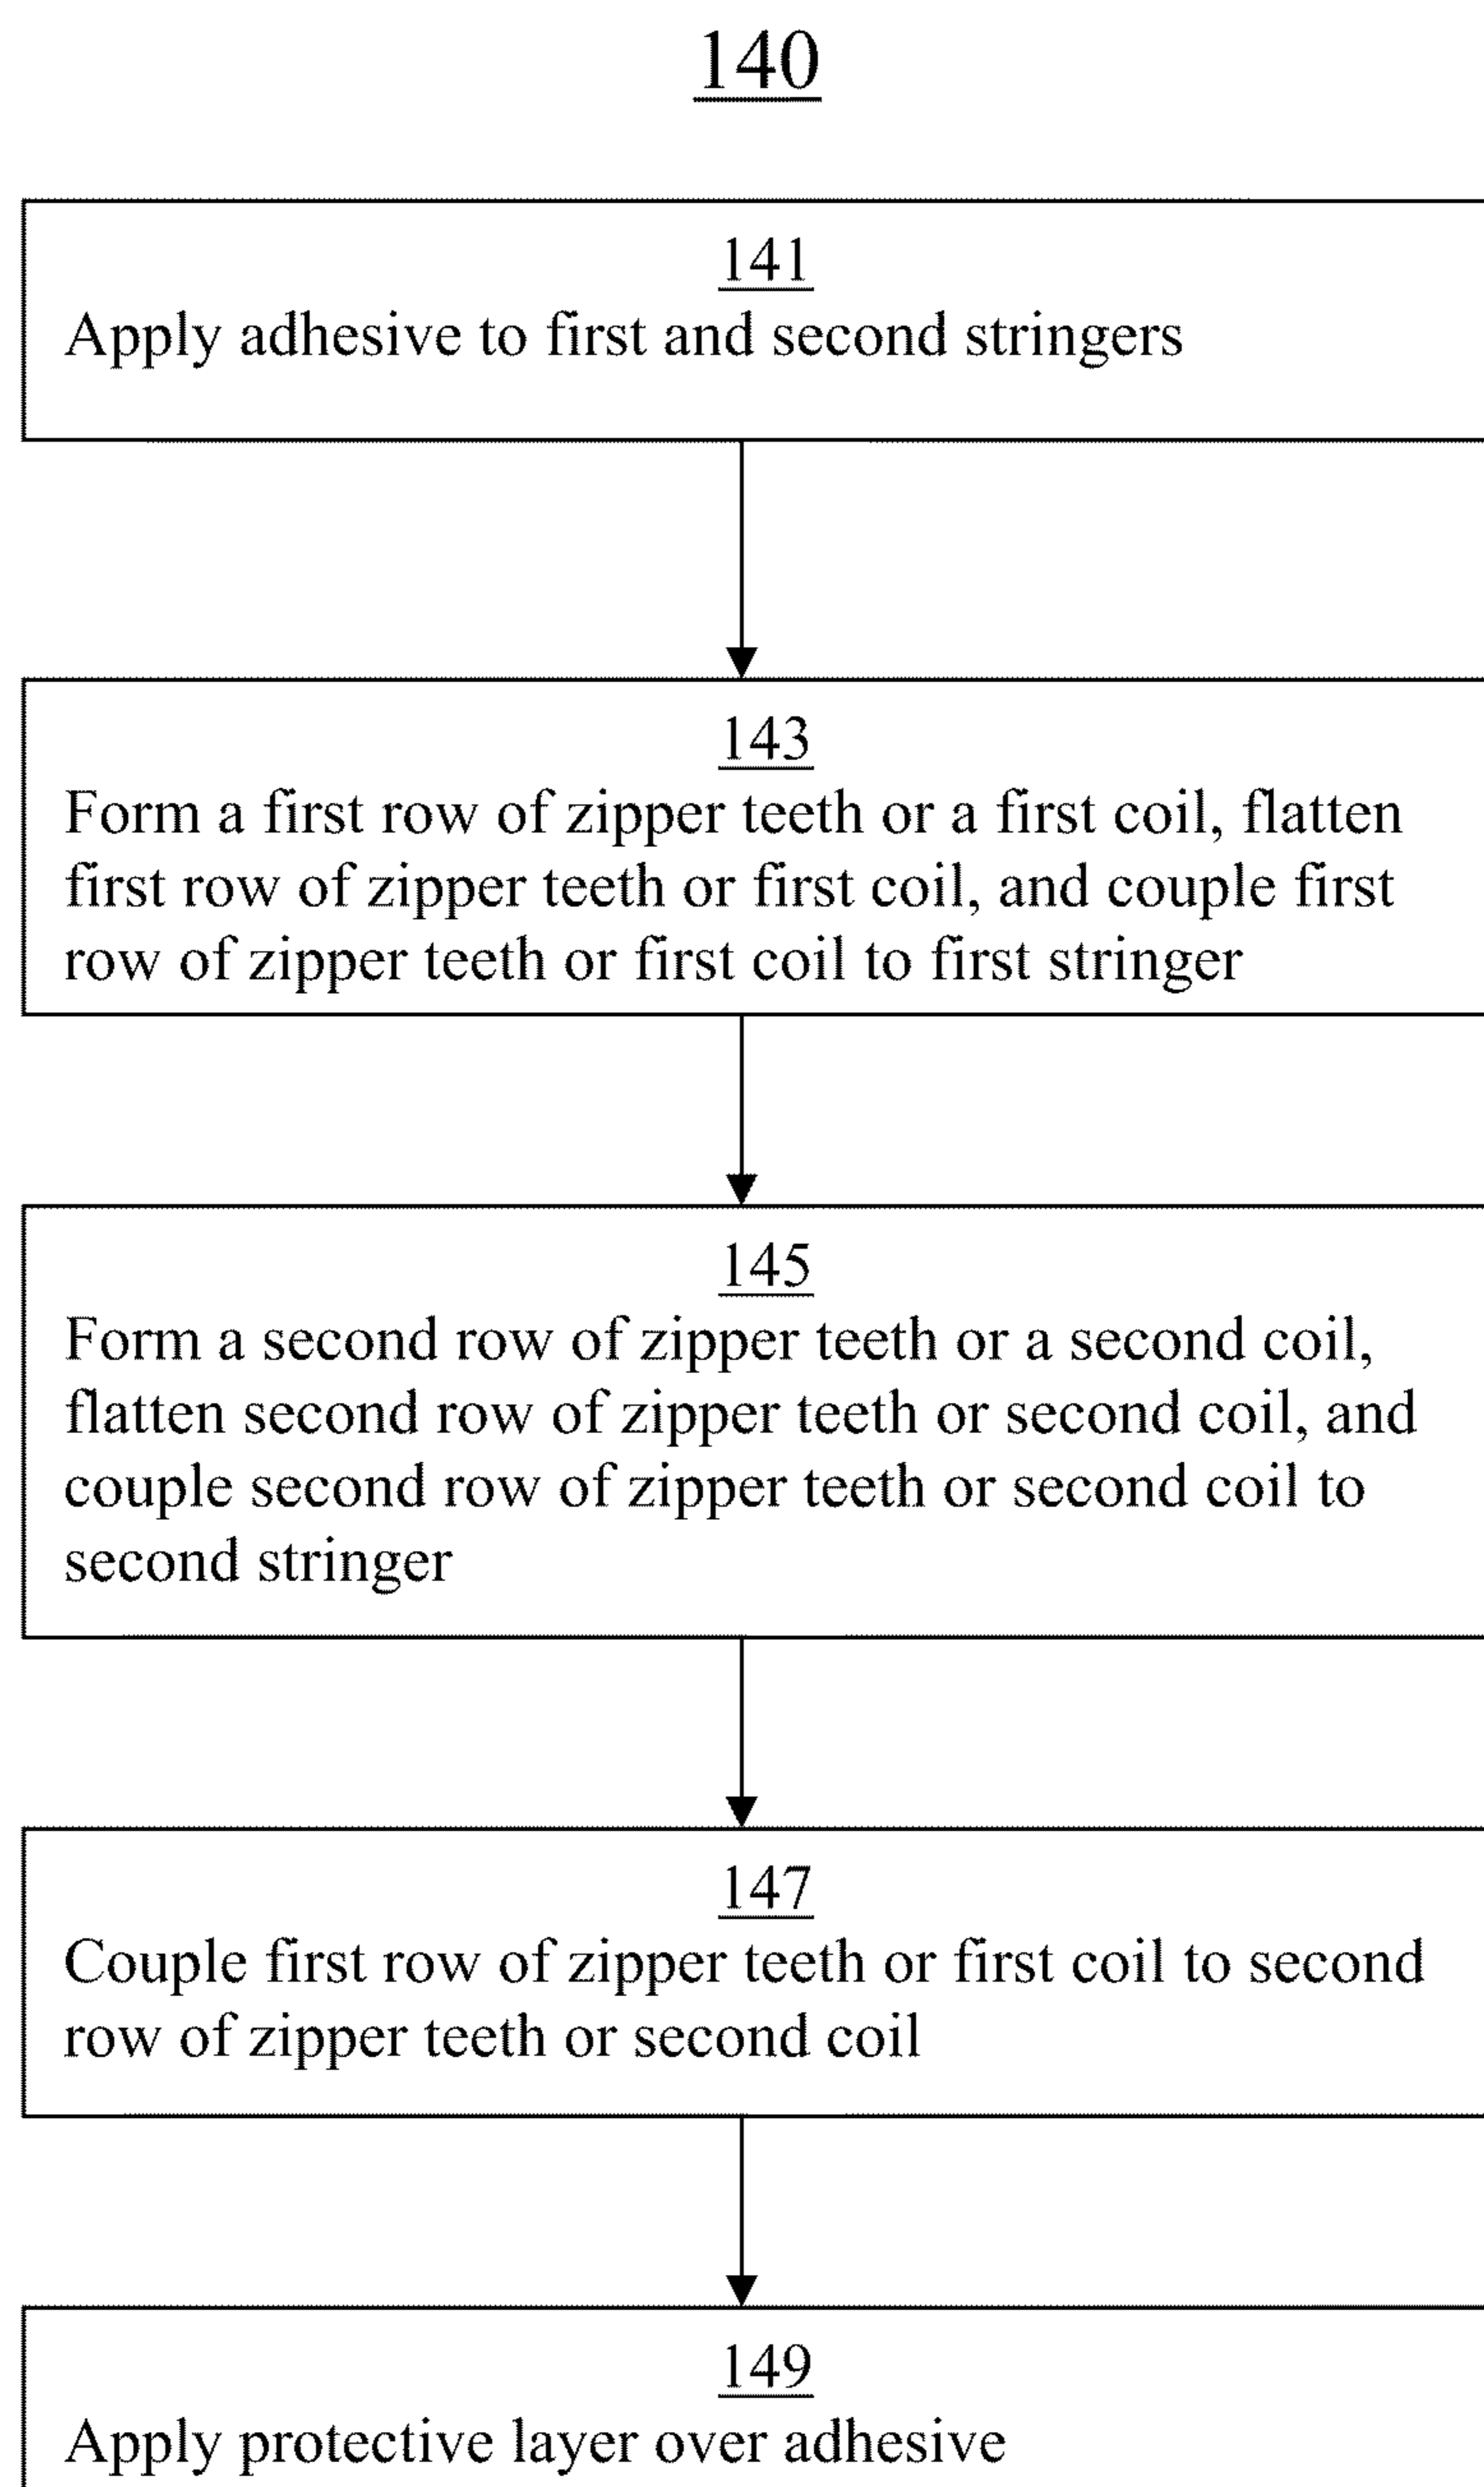 140
141
Apply adhesive to first and second stringers
143
Form a first row of zipper teeth or a first coil, flatten
first row of zipper teeth or first coil, and couple first
row of zipper teeth or first coil to first stringer
145
Form a second row of zipper teeth or a second coil,
flatten second row of zipper teeth or second coil, and
couple second row of zipper teeth or second coil to
second stringer
147
Couple first row of zipper teeth or first coil to second
row of zipper teeth or second coil
149
Apply protective layer over adhesive